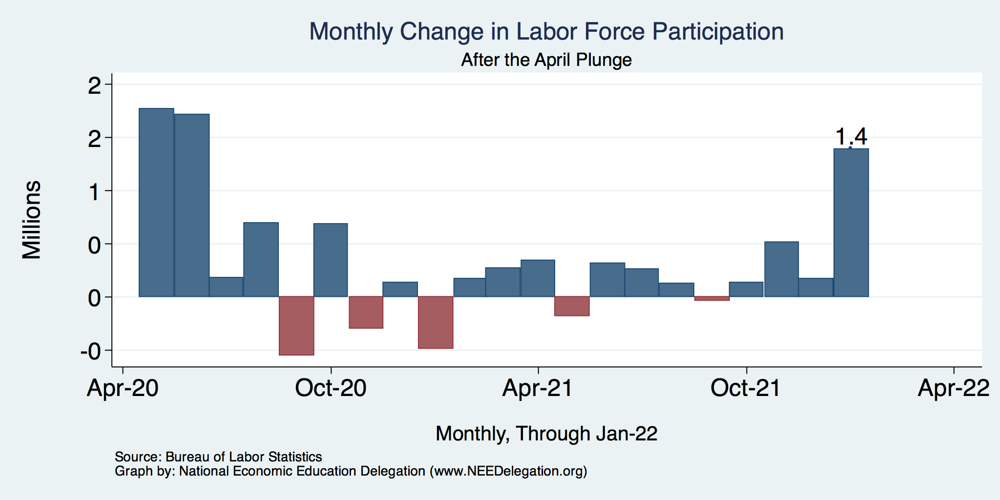 Monthly Change in Labor Force Participation
After the April Plunge
2
2
1
0
0
-0
Millions
1.4
Apr-20 Oct-20 Apr-21 Oct-21 Apr-22
Monthly, Through Jan-22
Source: Bureau of Labor Statistics
Graph by: National Economic Education Delegation (www.NEEDelegation.org)